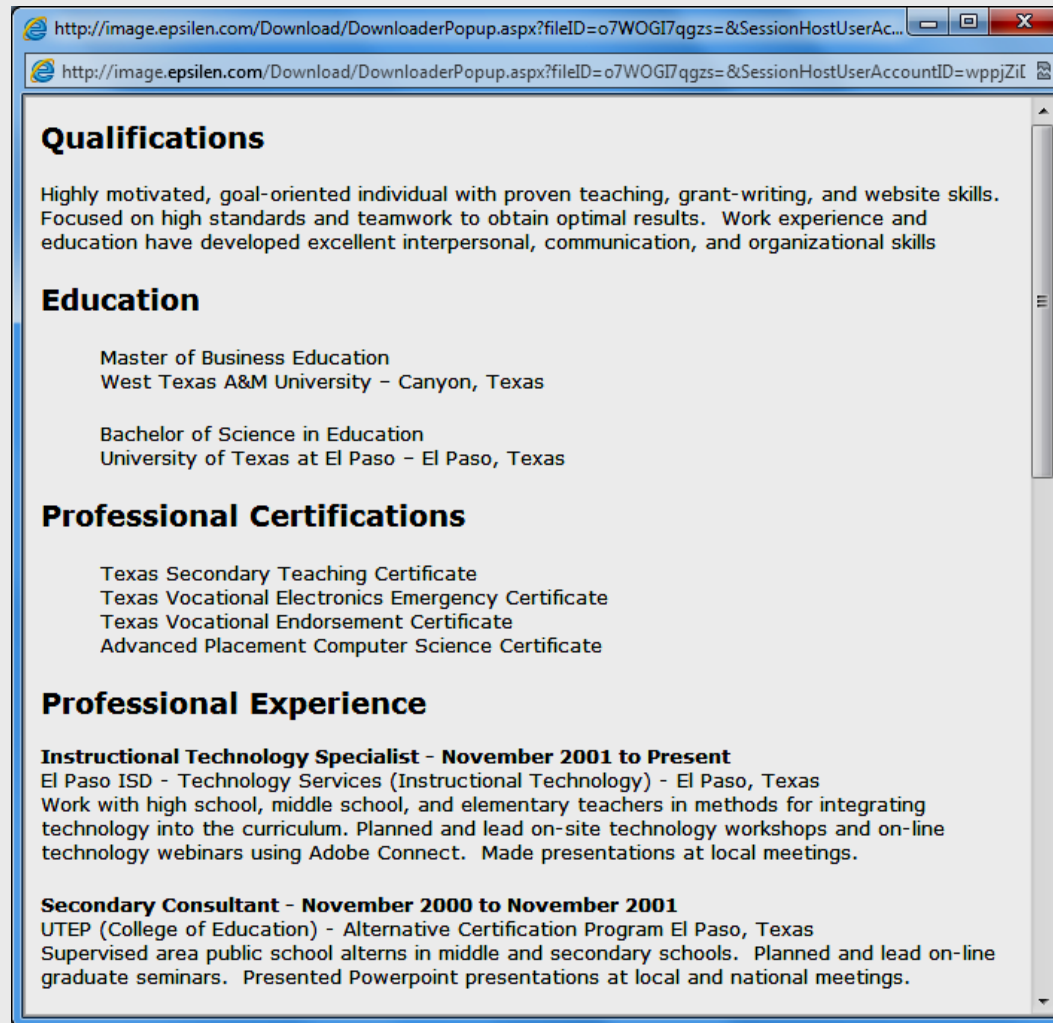 http://image.epsilen.com/Download/DownloaderPopup.aspx?fileID=o7WOGI7qgzs=&SessionHostUserAc...
http://image.epsilen.com/Download/DownloaderPopup.aspx?fileID=o7WOGI7qgzs=&SessionHostUserAccountID=wppjZiE
Qualifications
Highly motivated, goal-oriented individual with proven teaching, grant-writing, and website skills.
Focused on high standards and teamwork to obtain optimal results.  Work experience and
education have developed excellent interpersonal, communication, and organizational skills
Education
Master of Business Education
West Texas A&M University – Canyon, Texas
Bachelor of Science in Education
University of Texas at El Paso – El Paso, Texas
Professional Certifications
Texas Secondary Teaching Certificate
Texas Vocational Electronics Emergency Certificate
Texas Vocational Endorsement Certificate
Advanced Placement Computer Science Certificate
Professional Experience
Instructional Technology Specialist - November 2001 to Present
El Paso ISD - Technology Services (Instructional Technology) - El Paso, Texas
Work with high school, middle school, and elementary teachers in methods for integrating
technology into the curriculum. Planned and lead on-site technology workshops and on-line
technology webinars using Adobe Connect.  Made presentations at local meetings.
Secondary Consultant - November 2000 to November 2001
UTEP (College of Education) - Alternative Certification Program El Paso, Texas
Supervised area public school alterns in middle and secondary schools.  Planned and lead on-line
graduate seminars.  Presented Powerpoint presentations at local and national meetings.